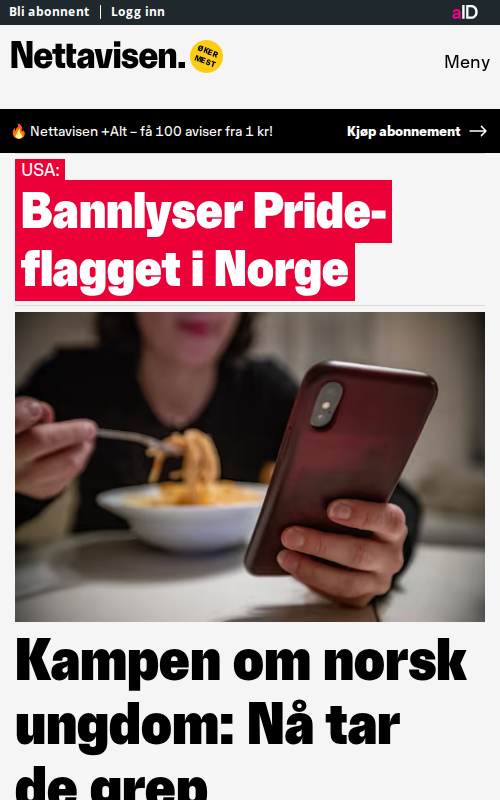 Bli abonnent | Logg inn
aID
Nettavisen.
ØKER
MEST
Meny
🔥 Nettavisen +Alt – få 100 aviser fra 1 kr!
Kjøp abonnement →
USA:
Bannlyser Pride-
flagget i Norge
Kampen om norsk
ungdom: Nå tar
de grep